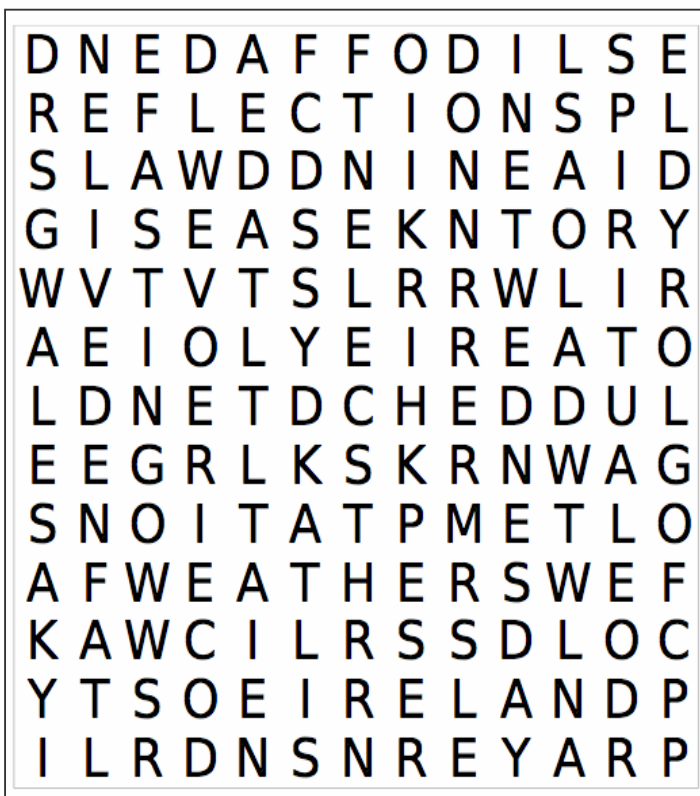 D N E D A F F O D I L S E
R E F L E C T I O N S P L
S L A W D D N I N E A I D
G I S E A S E K N T O R Y
W V T V T S L R R W L I R
A E I O L Y E I R E A T O
L D N E T D C H E D D U L
E E G R L K S K R N W A G
S N O I T A T P M E T L O
A F W E A T H E R S W E F
K A W C I L R S S D L O C
Y T S O E I R E L A N D P
I L R D N S N R E Y A R P